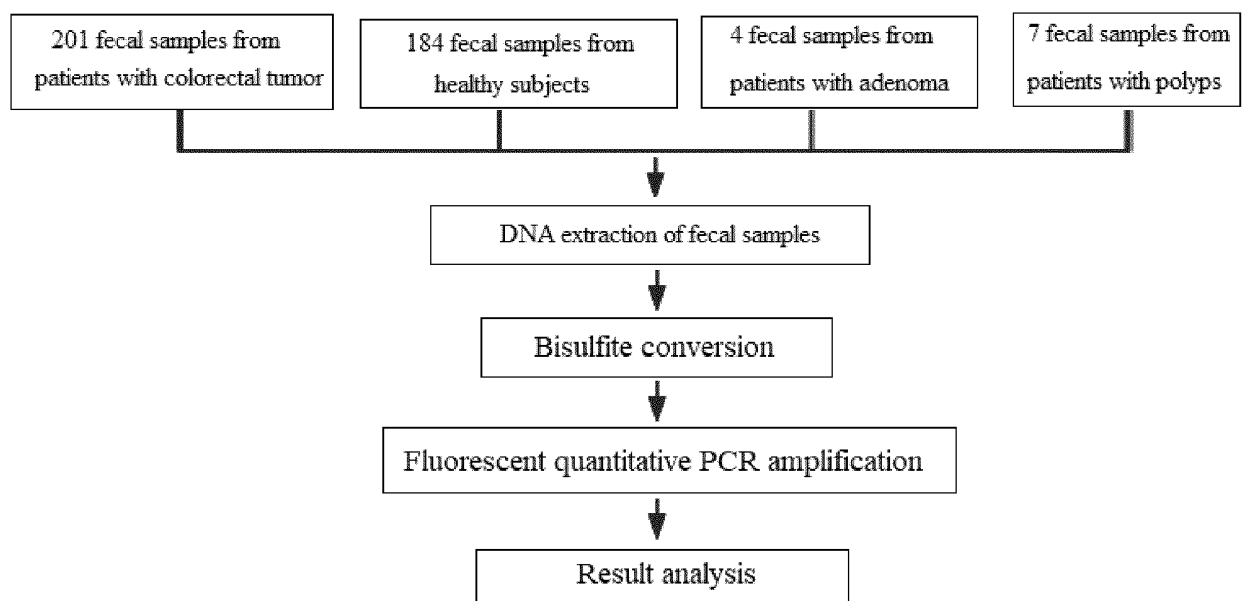 201 fecal samples from
patients with colorectal tumor
184 fecal samples from
healthy subjects
4 fecal samples from
patients with adenoma
7 fecal samples from
patients with polyps
DNA extraction of fecal samples
Bisulfite conversion
Fluorescent quantitative PCR amplification
Result analysis